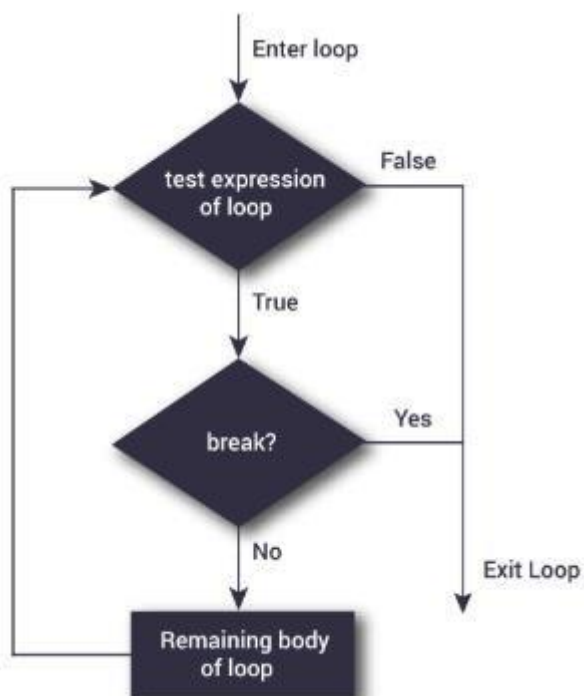 Enter loop
test expression
of loop
False
True
break?
Yes
No
Exit Loop
Remaining body
of loop